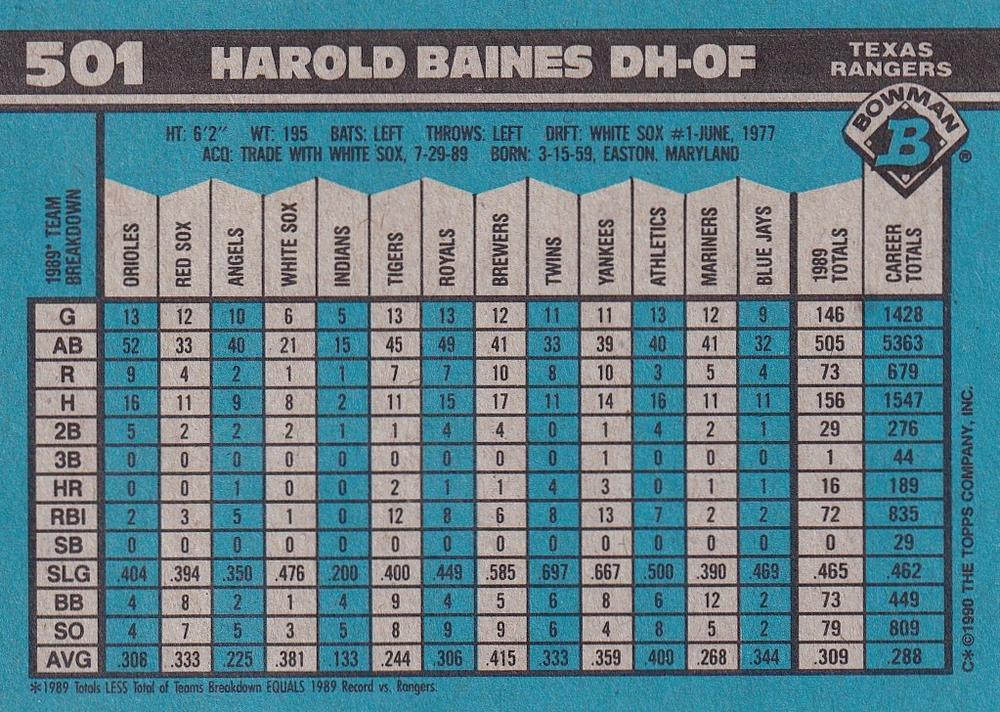 501 HAROLD BAINES DH-OF TEXAS RANGERS
BOWMAN
B
®
HT: 6'2" WT: 195 BATS: LEFT THROWS: LEFT DRFT: WHITE SOX #1-JUNE, 1977
ACQ: TRADE WITH WHITE SOX, 7-29-89 BORN: 3-15-59, EASTON, MARYLAND
1989* TEAM BREAKDOWN ORIOLES RED SOX ANGELS WHITE SOX INDIANS TIGERS ROYALS BREWERS TWINS YANKEES ATHLETICS MARINERS BLUE JAYS 1989 TOTALS CAREER TOTALS
G 13 12 10 6 5 13 13 12 11 11 13 12 9 146 1428
AB 52 33 40 21 15 45 49 41 33 39 40 41 32 505 5363
R 9 4 2 1 1 7 7 10 8 10 3 5 4 73 679
H 16 11 9 8 2 11 15 17 11 14 16 11 11 156 1547
2B 5 2 2 2 1 1 4 4 0 1 4 2 1 29 276
3B 0 0 0 0 0 0 0 0 0 1 0 0 0 1 44
HR 0 0 1 0 0 2 1 1 4 3 0 1 1 16 189
RBI 2 3 5 1 0 12 8 6 8 13 7 2 2 72 835
SB 0 0 0 0 0 0 0 0 0 0 0 0 0 0 29
SLG .404 .394 .350 .476 .200 .400 .449 .585 .697 .667 .500 .390 .469 .465 .462
BB 4 8 2 1 4 9 4 5 6 8 6 12 2 73 449
SO 4 7 5 3 5 8 9 9 6 4 8 5 2 79 809
AVG .308 .333 .225 .381 .133 .244 .306 .415 .333 .359 .400 .268 .344 .309 .288
*1989 Totals LESS Total of Teams Breakdown EQUALS 1989 Record vs. Rangers.
C*©1990 THE TOPPS COMPANY, INC.